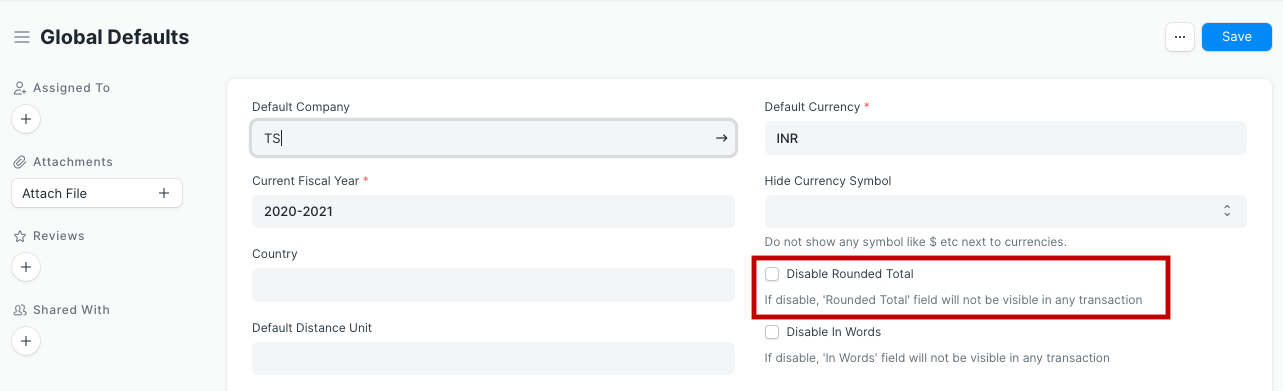 Global Defaults
...
Save
Assigned To
Attachments
Attach File
Reviews
Shared With
Default Company
TS
Current Fiscal Year *
2020-2021
Country
Default Distance Unit
Default Currency *
INR
Hide Currency Symbol
Do not show any symbol like $ etc next to currencies.
Disable Rounded Total
If disable, 'Rounded Total' field will not be visible in any transaction
Disable In Words
If disable, 'In Words' field will not be visible in any transaction